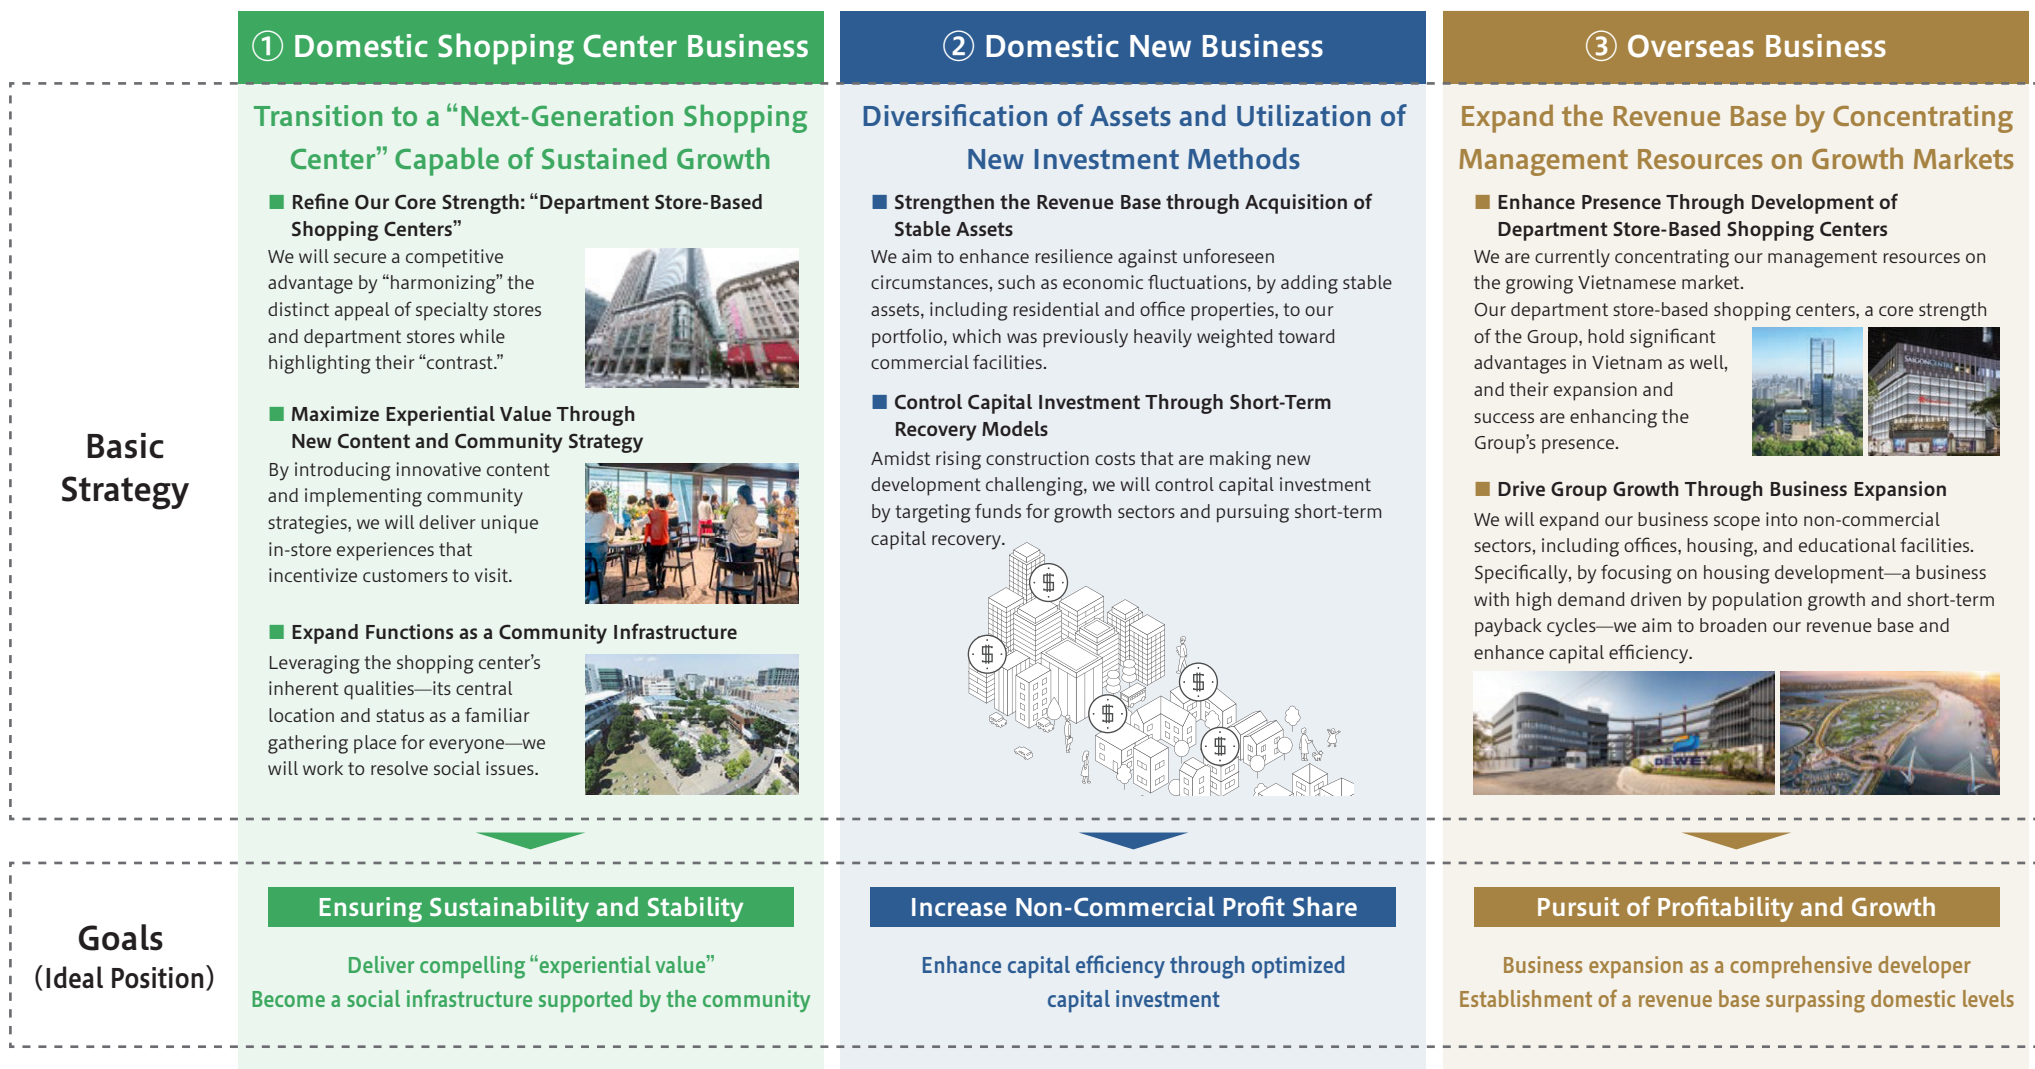 ① Domestic Shopping Center Business
Transition to a “Next-Generation Shopping
Center” Capable of Sustained Growth
■ Refine Our Core Strength: “Department Store-Based
Shopping Centers”
We will secure a competitive
advantage by “harmonizing” the
distinct appeal of specialty stores
and department stores while
highlighting their “contrast.”
■ Maximize Experiential Value Through
New Content and Community Strategy
By introducing innovative content
and implementing community
strategies, we will deliver unique
in-store experiences that
incentivize customers to visit.
■ Expand Functions as a Community Infrastructure
Leveraging the shopping center’s
inherent qualities—its central
location and status as a familiar
gathering place for everyone—we
will work to resolve social issues.
② Domestic New Business
Diversification of Assets and Utilization of
New Investment Methods
■ Strengthen the Revenue Base through Acquisition of
Stable Assets
We aim to enhance resilience against unforeseen
circumstances, such as economic fluctuations, by adding stable
assets, including residential and office properties, to our
portfolio, which was previously heavily weighted toward
commercial facilities.
■ Control Capital Investment Through Short-Term
Recovery Models
Amidst rising construction costs that are making new
development challenging, we will control capital investment
by targeting funds for growth sectors and pursuing short-term
capital recovery.
$
$
$
$
$
③ Overseas Business
Expand the Revenue Base by Concentrating
Management Resources on Growth Markets
■ Enhance Presence Through Development of
Department Store-Based Shopping Centers
We are currently concentrating our management resources on
the growing Vietnamese market.
Our department store-based shopping centers, a core strength
of the Group, hold significant
advantages in Vietnam as well,
and their expansion and
success are enhancing the
Group’s presence.
SAIGON CENTRE
■ Drive Group Growth Through Business Expansion
We will expand our business scope into non-commercial
sectors, including offices, housing, and educational facilities.
Specifically, by focusing on housing development—a business
with high demand driven by population growth and short-term
payback cycles—we aim to broaden our revenue base and
enhance capital efficiency.
DEWEY
Basic
Strategy
Goals
(Ideal Position)
Ensuring Sustainability and Stability
Deliver compelling “experiential value”
Become a social infrastructure supported by the community
Increase Non-Commercial Profit Share
Enhance capital efficiency through optimized
capital investment
Pursuit of Profitability and Growth
Business expansion as a comprehensive developer
Establishment of a revenue base surpassing domestic levels